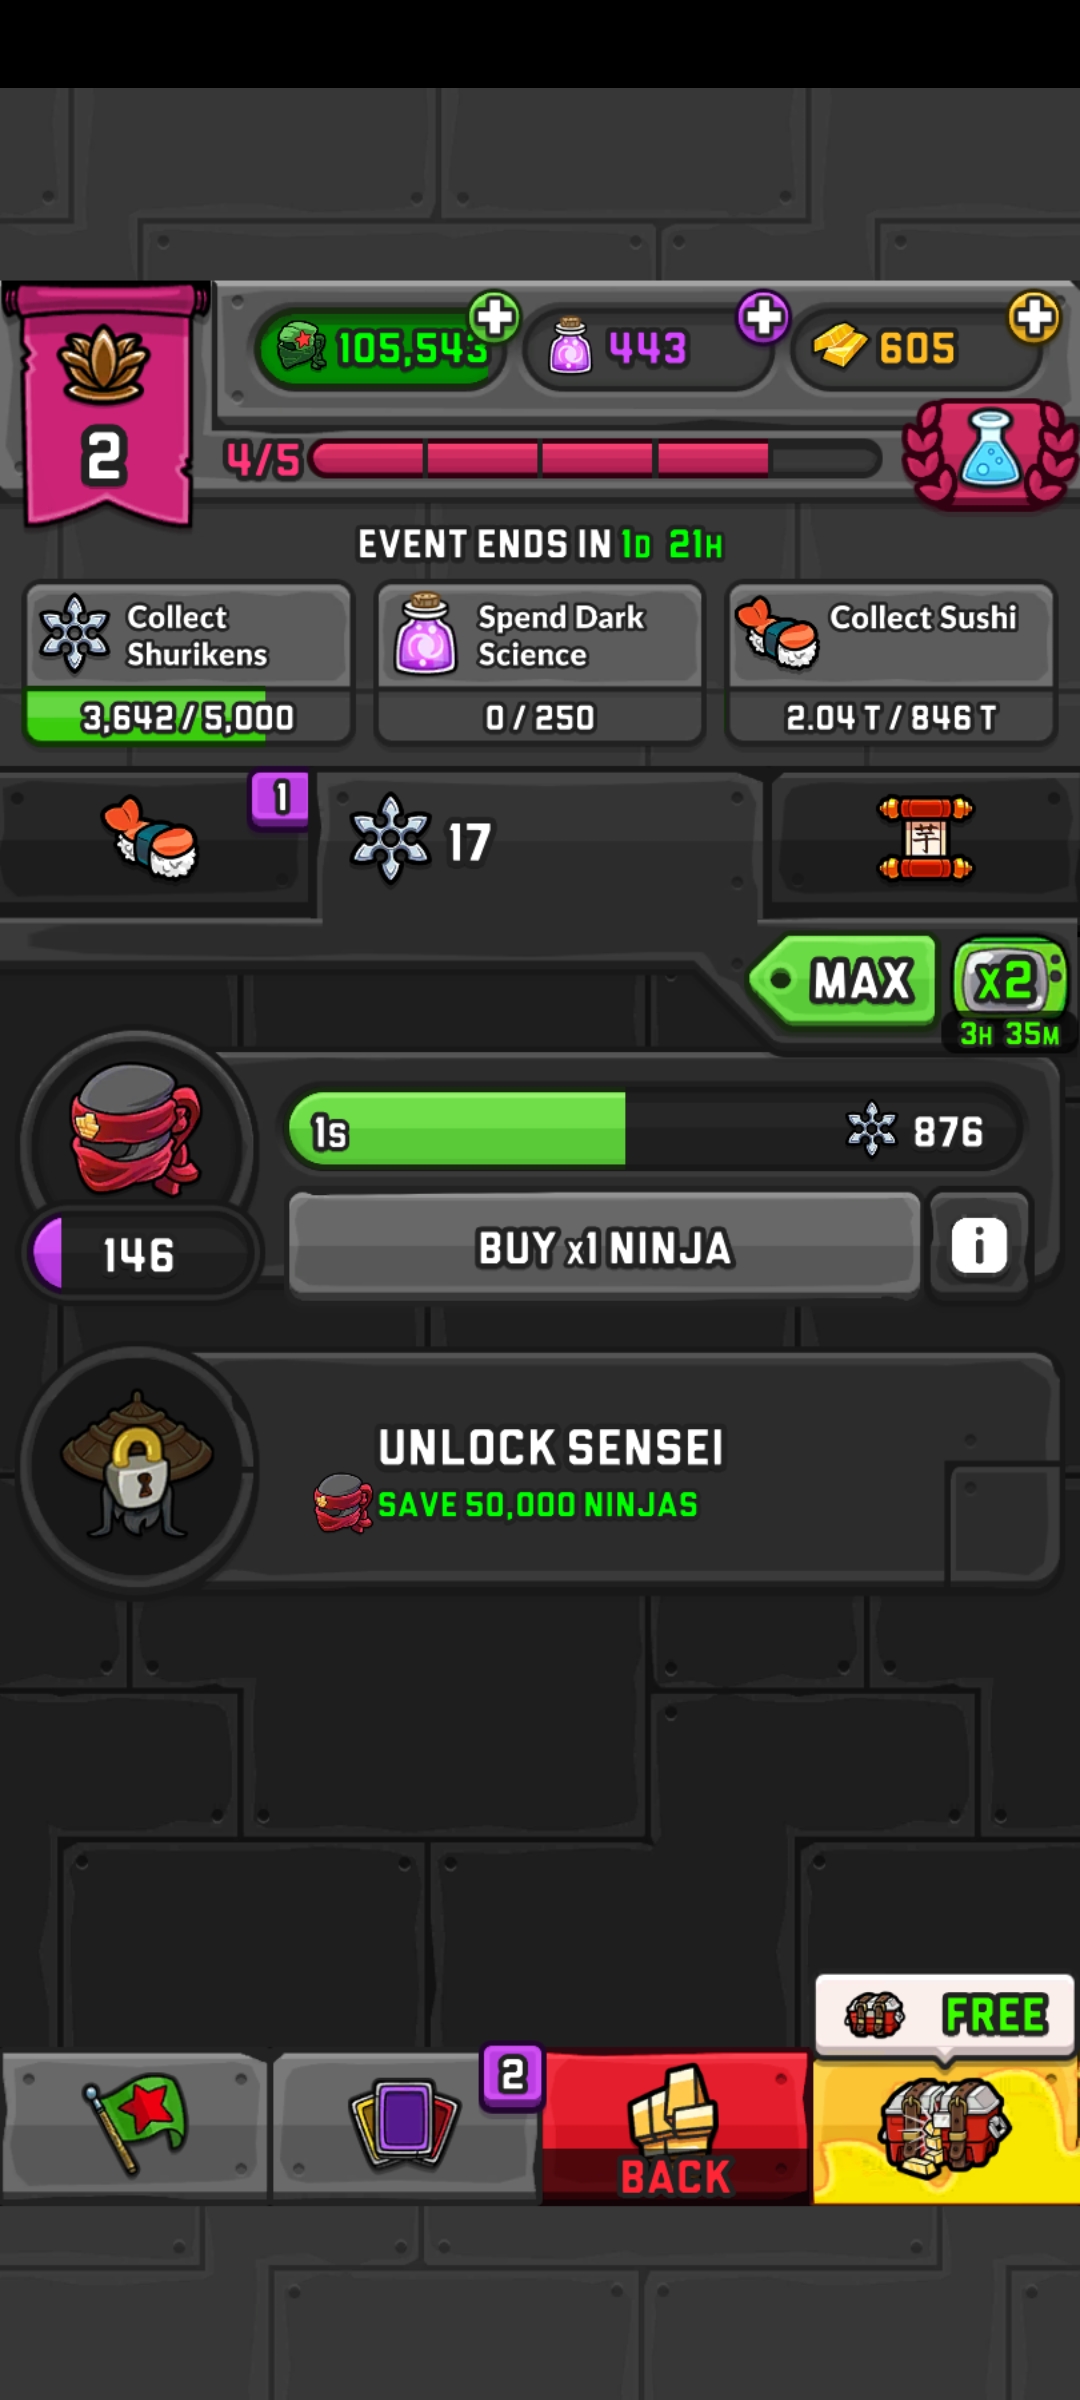 105,543
443
605
2
4/5
EVENT ENDS IN 1D 21H
Collect
Shurikens
3,642 / 5,000
Spend Dark
Science
0 / 250
Collect Sushi
2.04 T / 846 T
1
17
芋
MAX
x2
3H 35M
1s
876
146
BUY x1 NINJA
i
UNLOCK SENSEI
SAVE 50,000 NINJAS
FREE
2
BACK